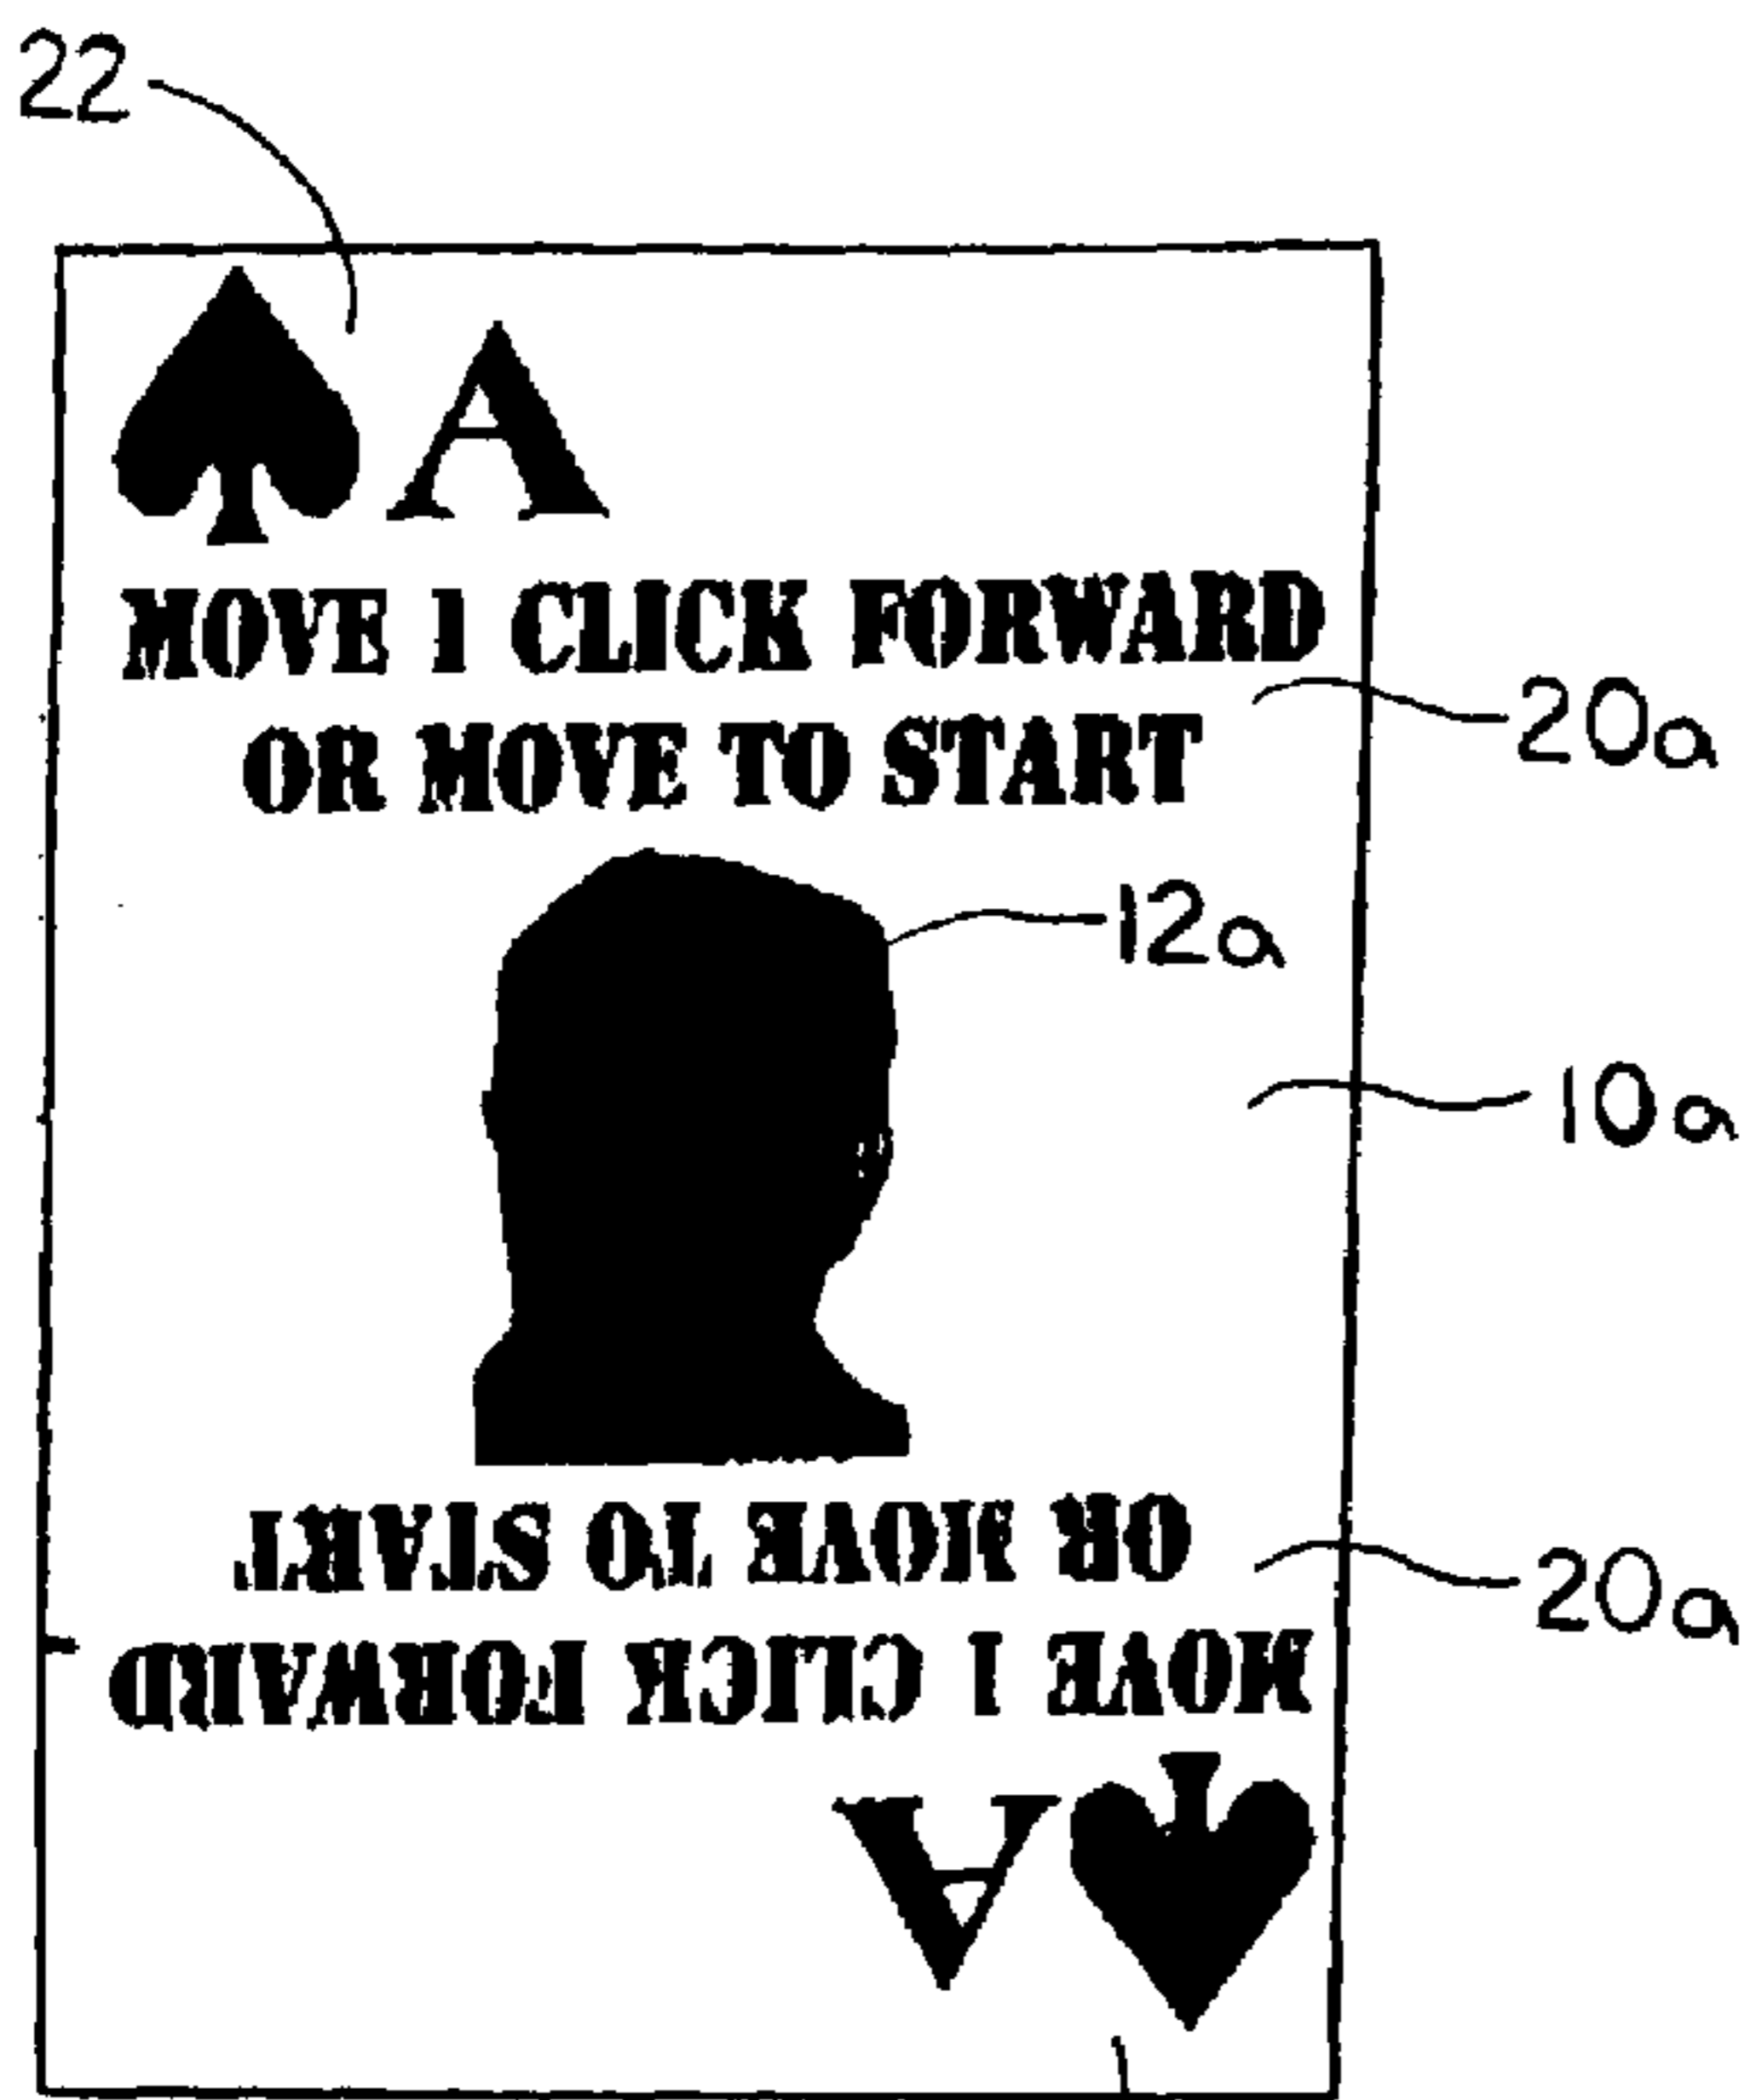 22
A
MOVE 1 CLICK FORWARD
20a
OR MOVE TO START
12a
10a
OR MOVE TO START
20a
MOVE 1 CLICK FORWARD
A